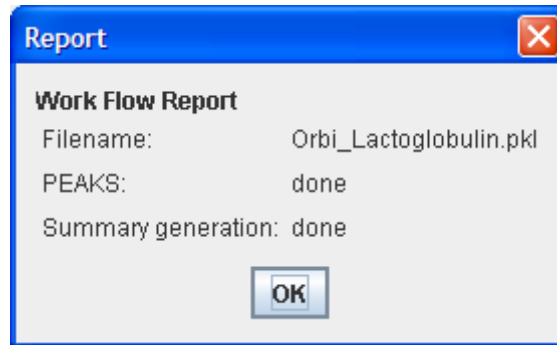 Report
Work Flow Report
Filename: Orbi_Lactoglobulin.pkl
PEAKS: done
Summary generation: done
OK